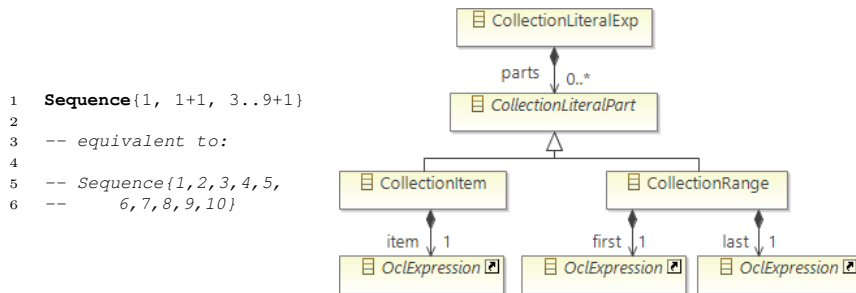 1 Sequence{1, 1+1, 3..9+1}
2
3 -- equivalent to:
4
5 -- Sequence{1,2,3,4,5,
6 -- 6,7,8,9,10}
CollectionLiteralExp
parts 0..*
CollectionLiteralPart
CollectionItem CollectionRange
item 1 first 1 last 1
OclExpression OclExpression OclExpression